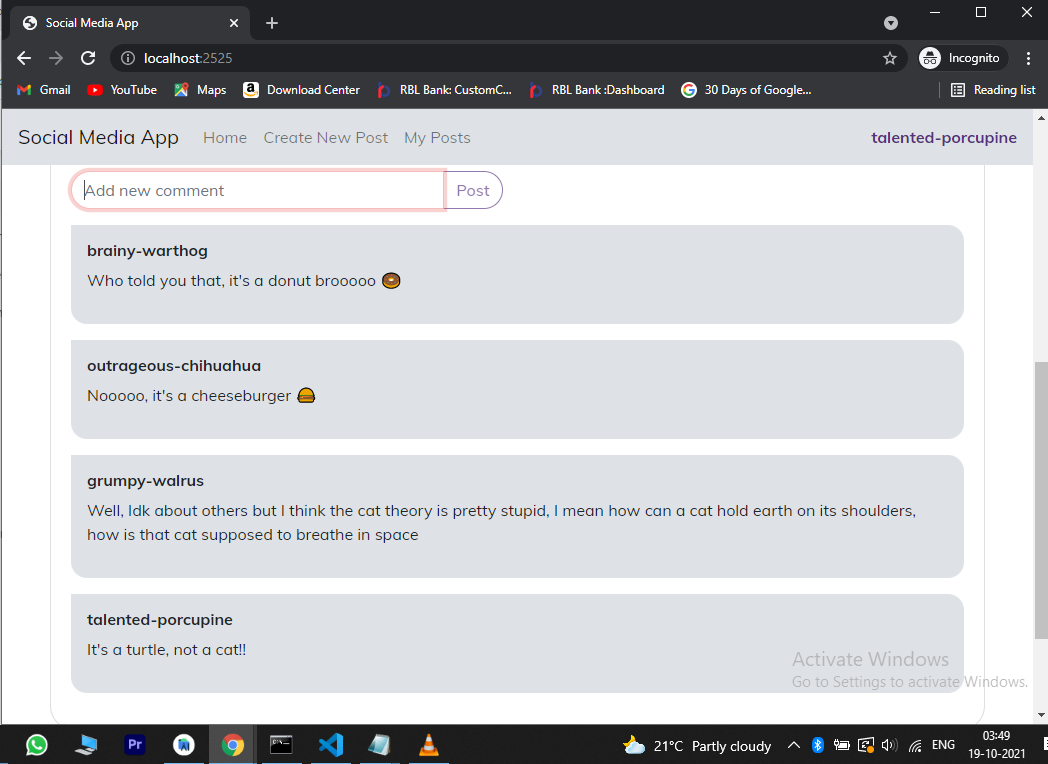 Social Media App
localhost:2525
Incognito
Gmail
YouTube
Maps
Download Center
RBL Bank: CustomC...
RBL Bank :Dashboard
30 Days of Google...
Reading list
Social Media App
Home
Create New Post
My Posts
talented-porcupine
Add new comment
Post
brainy-warthog
Who told you that, it's a donut brooooo 🍩
outrageous-chihuahua
Nooooo, it's a cheeseburger 🍔
grumpy-walrus
Well, Idk about others but I think the cat theory is pretty stupid, I mean how can a cat hold earth on its shoulders,
how is that cat supposed to breathe in space
talented-porcupine
It's a turtle, not a cat!!
Activate Windows
Go to Settings to activate Windows.
Pr
21°C Partly cloudy
ENG
03:49
19-10-2021